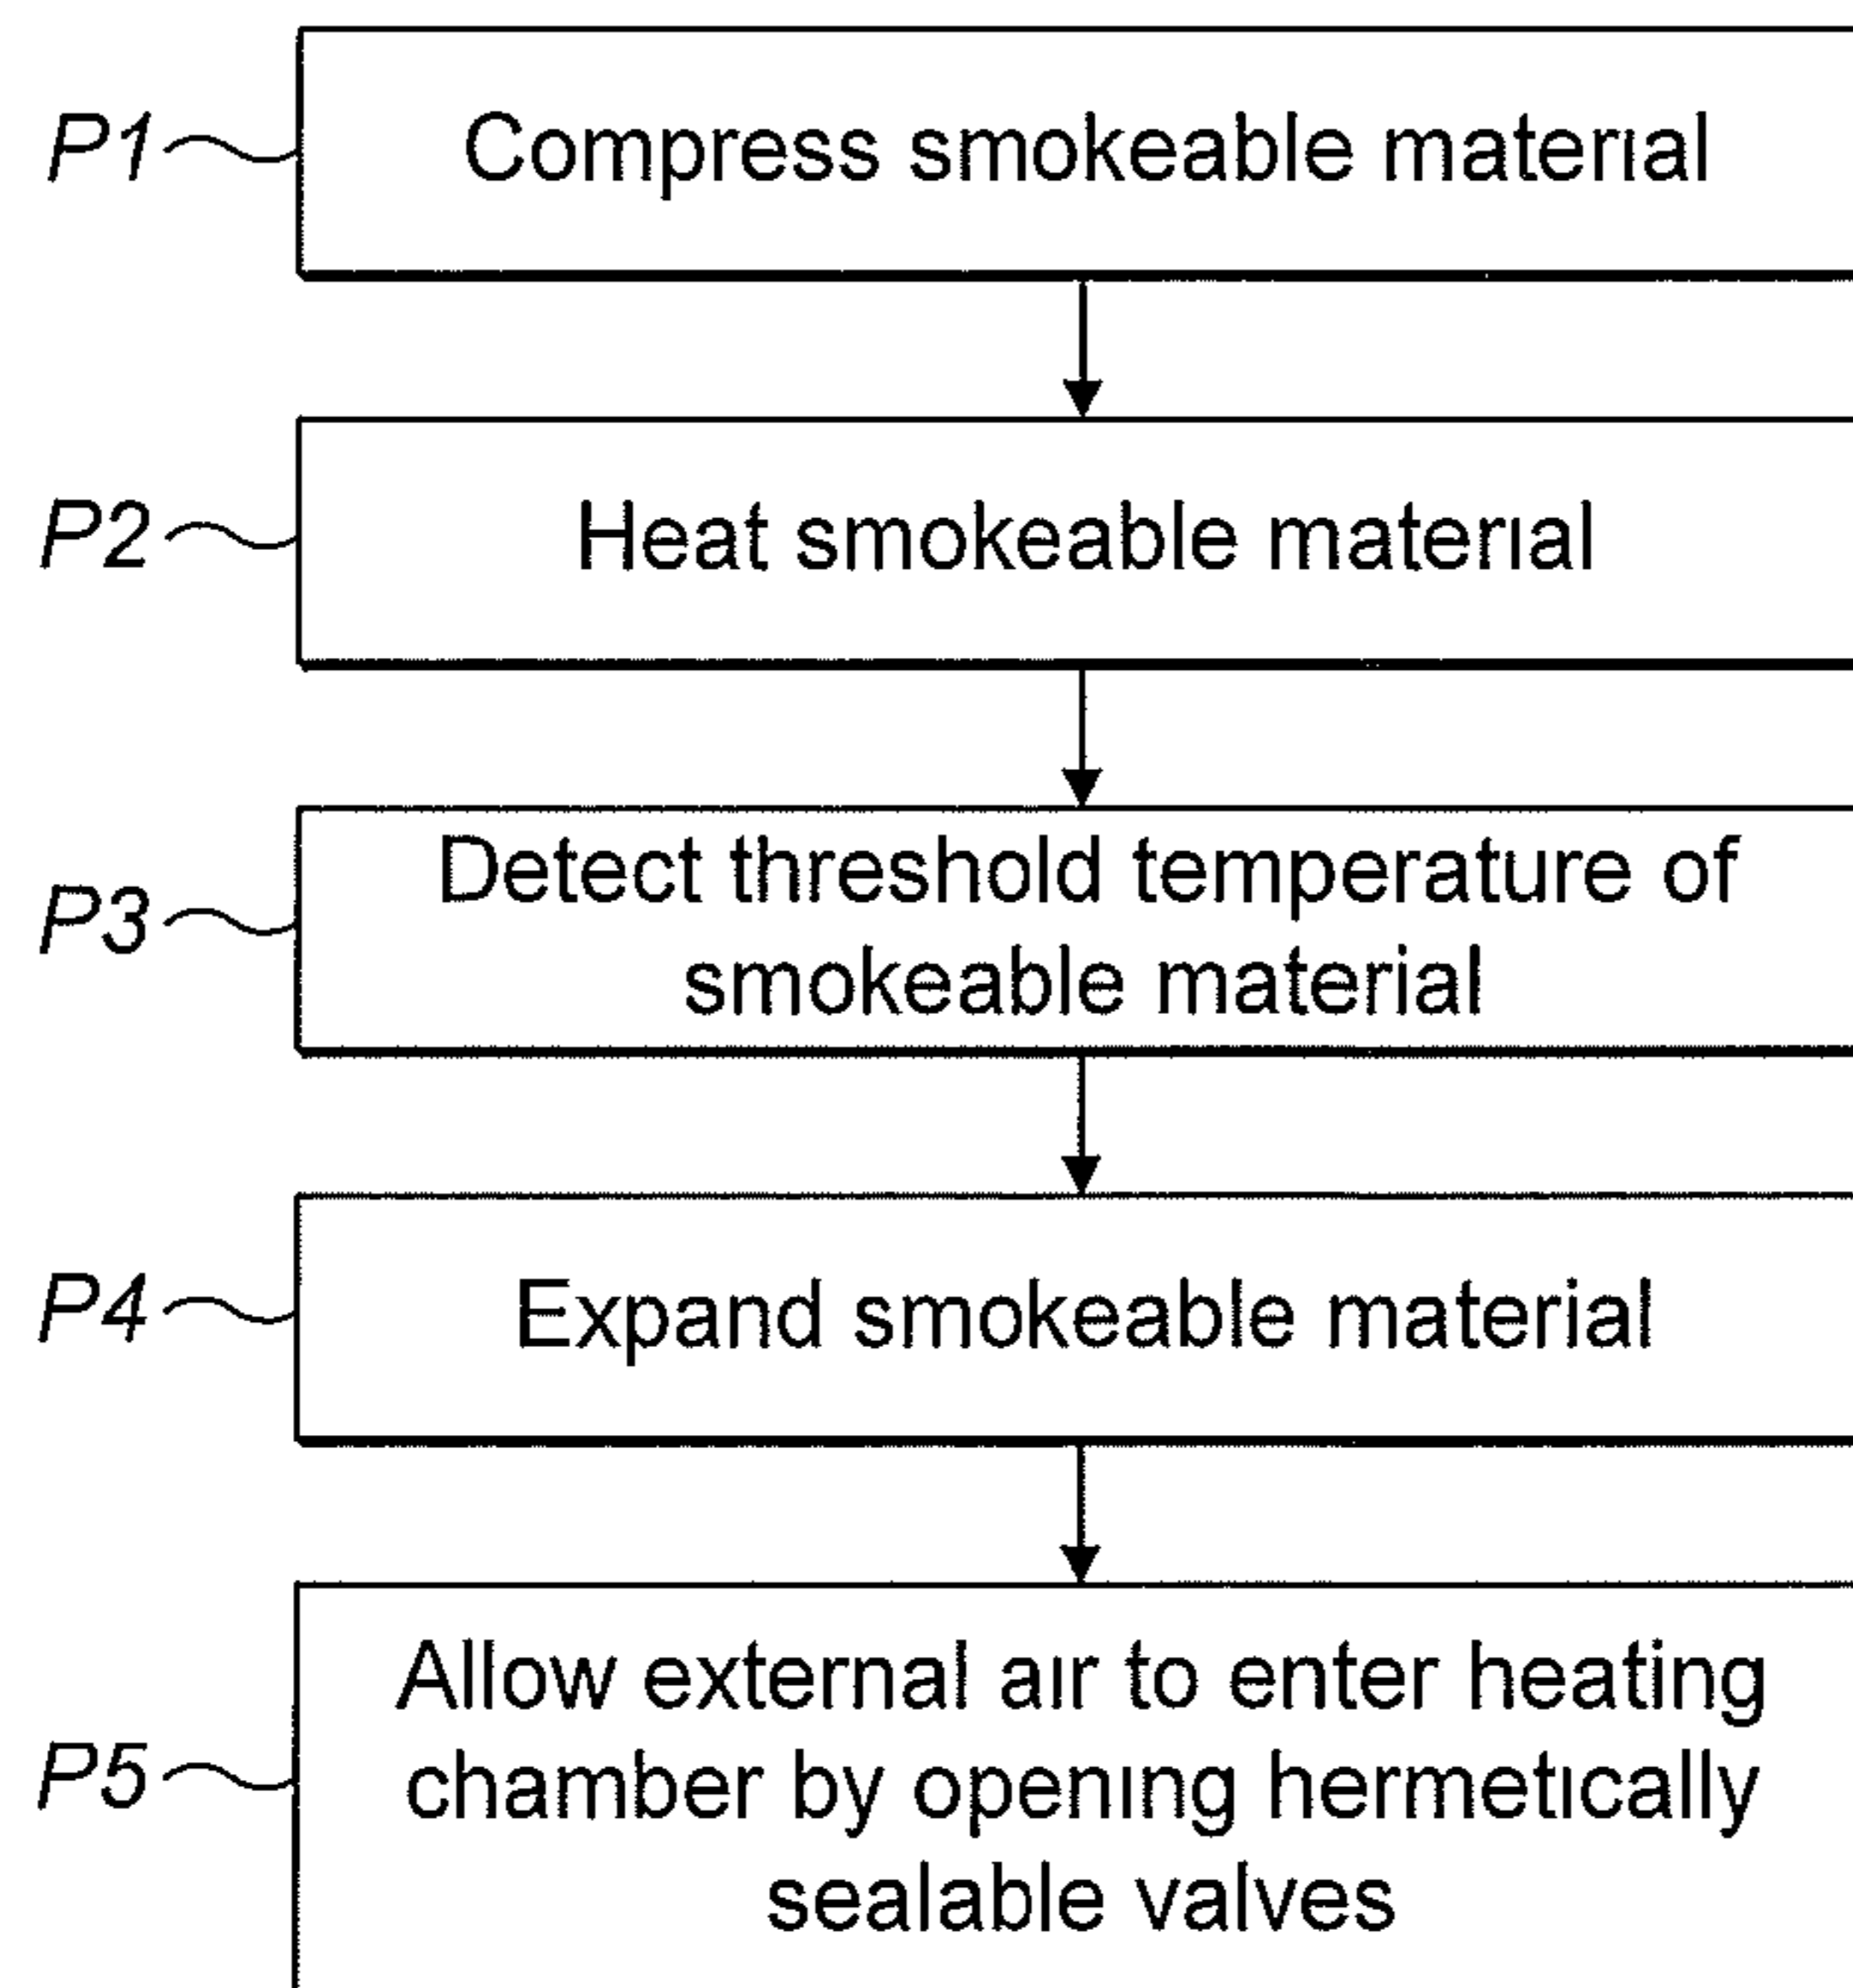 P1
Compress smokeable material
P2
Heat smokeable material
P3
Detect threshold temperature of
smokeable material
P4
Expand smokeable material
P5
Allow external air to enter heating
chamber by opening hermetically
sealable valves